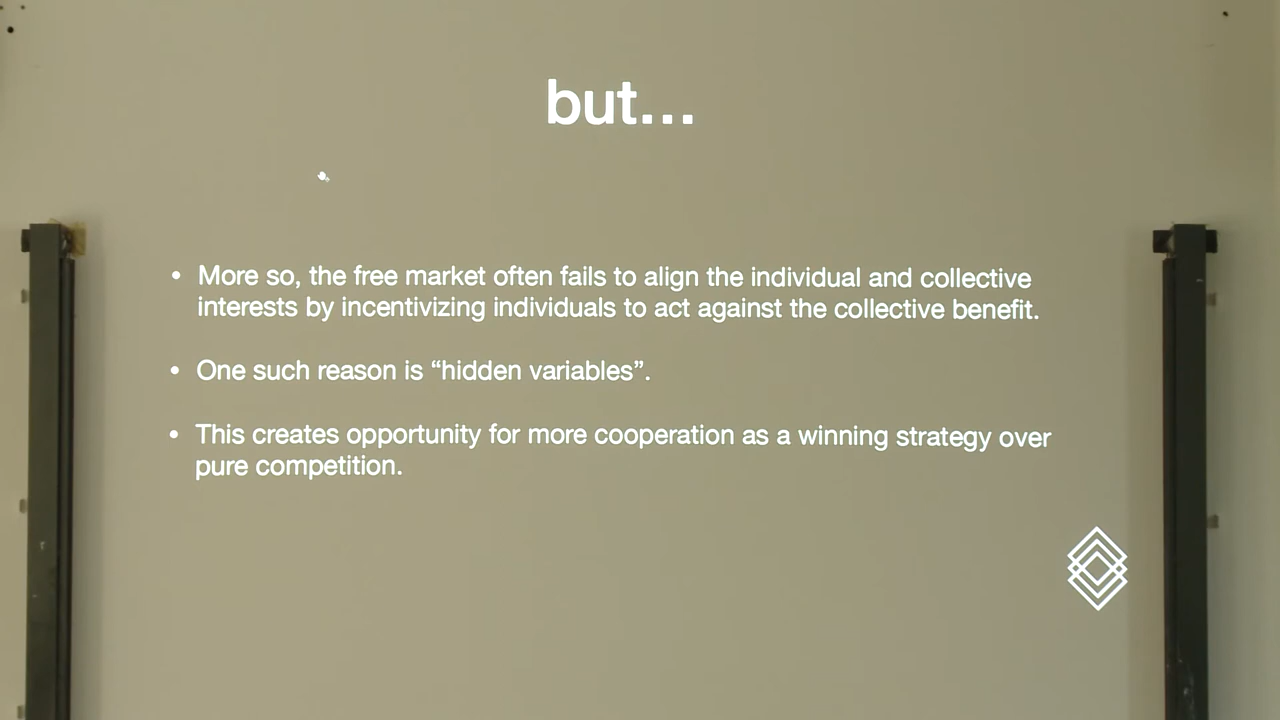 but...
• More so, the free market often fails to align the individual and collective
interests by incentivizing individuals to act against the collective benefit.
• One such reason is “hidden variables”.
• This creates opportunity for more cooperation as a winning strategy over
pure competition.